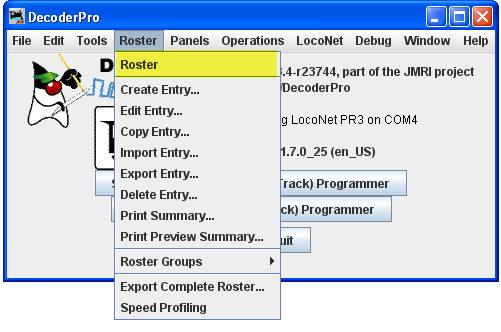 DecoderPro
File Edit Tools Roster Panels Operations LocoNet Debug Window Help
Roster
.4-r23744, part of the JMRI project
Create Entry...
/DecoderPro
Edit Entry...
Copy Entry...
LocoNet PR3 on COM4
Import Entry...
1.7.0_25 (en_US)
Export Entry...
Track) Programmer
Delete Entry...
Print Summary...
Programmer
Print Preview Summary...
Roster Groups
Export Complete Roster...
Speed Profiling